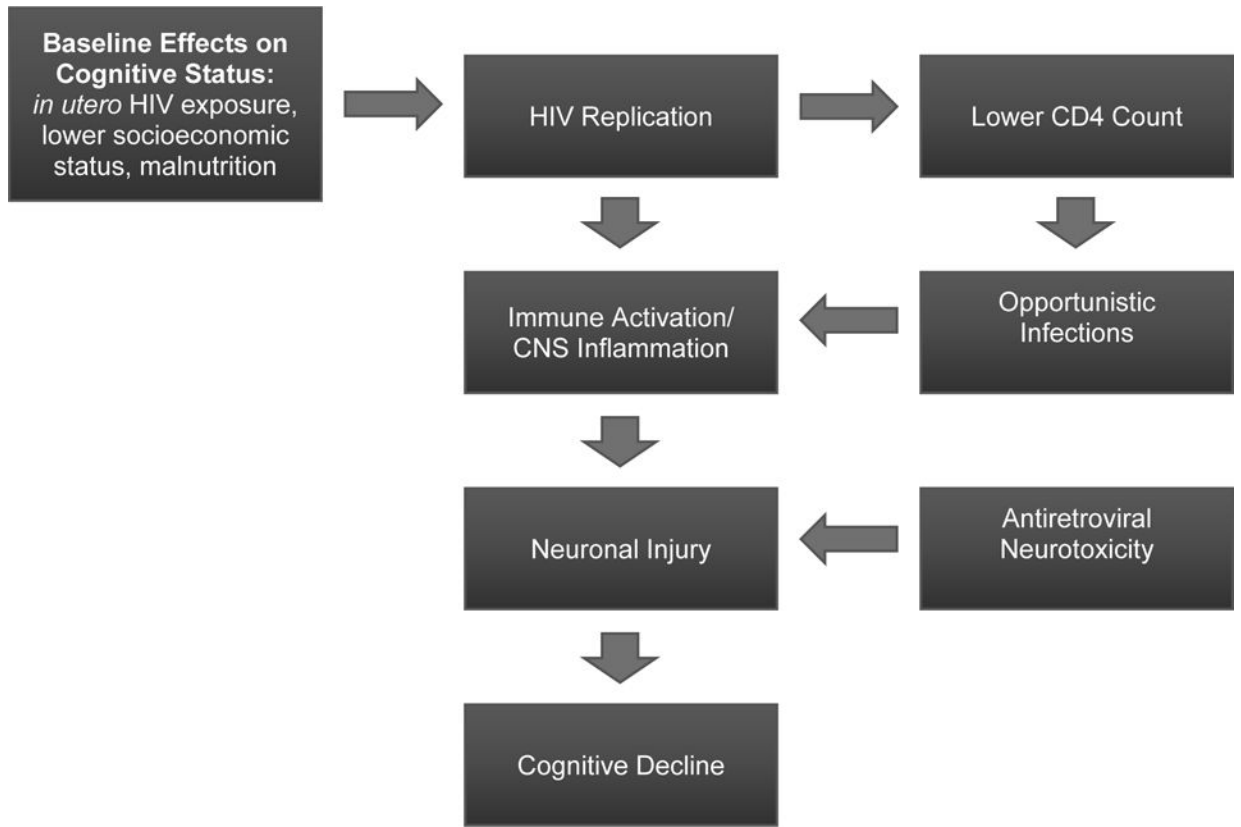 Baseline Effects on
Cognitive Status:
in utero HIV exposure,
lower socioeconomic
status, malnutrition
HIV Replication
Lower CD4 Count
Immune Activation/
CNS Inflammation
Opportunistic
Infections
Neuronal Injury
Antiretroviral
Neurotoxicity
Cognitive Decline